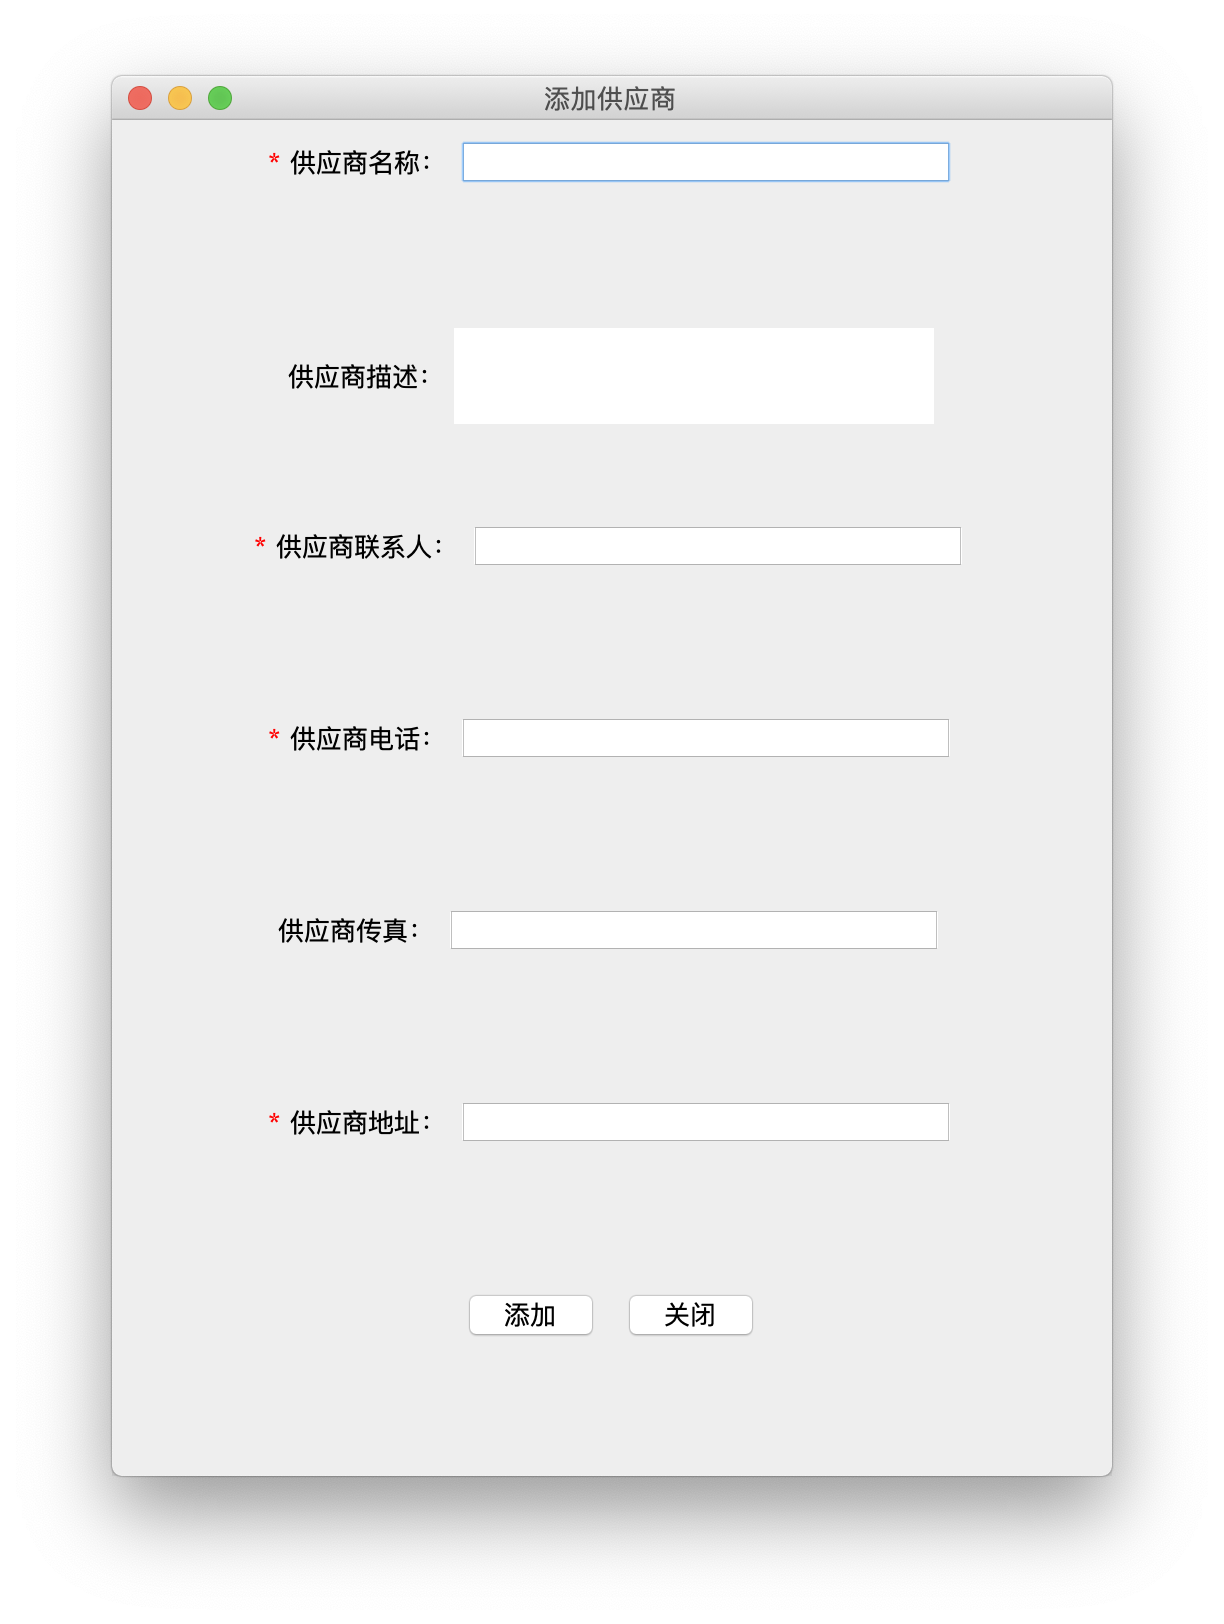 添加供应商
* 供应商名称：
供应商描述：
* 供应商联系人：
* 供应商电话：
供应商传真：
* 供应商地址：
添加 关闭